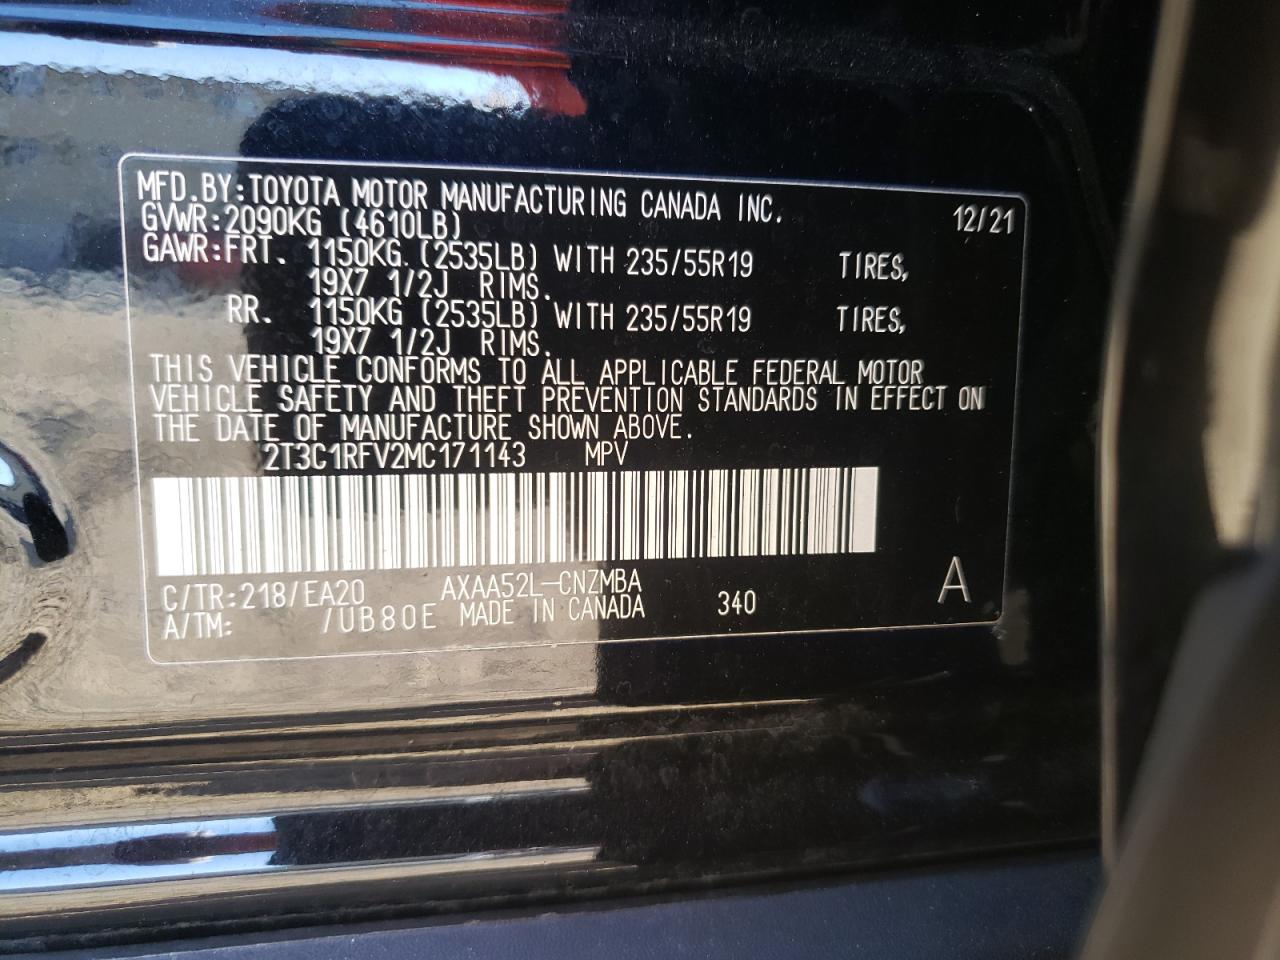 MFD.BY:TOYOTA MOTOR MANUFACTURING CANADA INC. 12/21
GVWR:2090KG (4610LB)
GAWR:FRT. 1150KG (2535LB) WITH 235/55R19 TIRES,
19X7 1/2J RIMS.
RR. 1150KG (2535LB) WITH 235/55R19 TIRES,
19X7 1/2J RIMS.
THIS VEHICLE CONFORMS TO ALL APPLICABLE FEDERAL MOTOR
VEHICLE SAFETY AND THEFT PREVENTION STANDARDS IN EFFECT ON
THE DATE OF MANUFACTURE SHOWN ABOVE.
2T3C1RFV2MC171143 MPV
C/TR:218/EA20 AXAA52L-CNZMBA
A/TM: /UB80E MADE IN CANADA 340 A